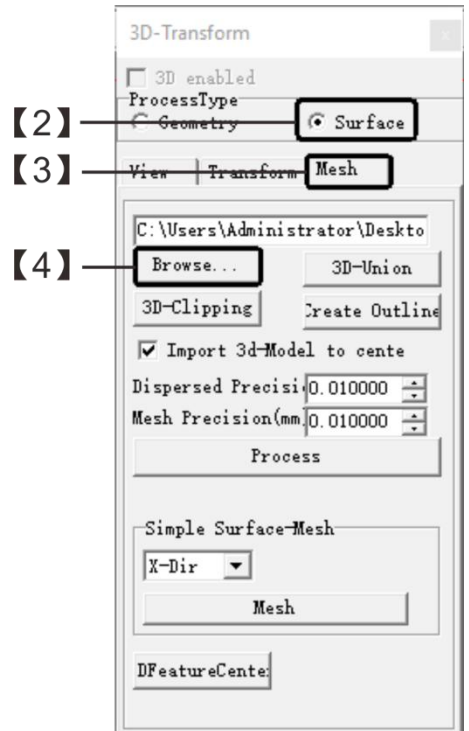 3D-Transform
x
3D enabled
ProcessType
【2】 Geometry Surface
【3】 View Transform Mesh
C:\Users\Administrator\Deskto
【4】 Browse... 3D-Union
3D-Clipping Create Outline
Import 3d-Model to cente
Dispersed Precisi 0.010000
Mesh Precision(mm 0.010000
Process
Simple Surface-Mesh
X-Dir
Mesh
DFeatureCente